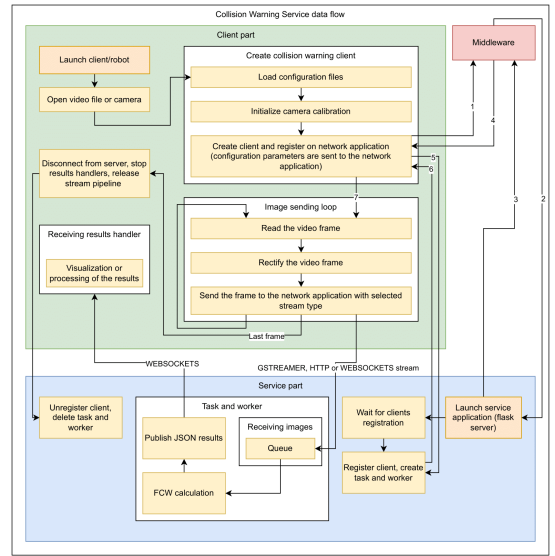 Collision Warning Service data flow
Client part
Launch client/robot
Open video file or camera
Create collision warning client
Load configuration files
Initialize camera calibration
Create client and register on network application
(configuration parameters are sent to the network
application)
Middleware
1
4
2
3
5
6
7
Disconnect from server, stop
results handlers, release
stream pipeline
Image sending loop
Read the video frame
Rectify the video frame
Send the frame to the network application with selected
stream type
Receiving results handler
Visualization or
processing of the results
Last frame
WEBSOCKETS
GSTREAMER, HTTP or WEBSOCKETS stream
Service part
Unregister client,
delete task and
worker
Task and worker
Publish JSON results
Receiving images
Queue
FCW calculation
Wait for clients
registration
Register client, create
task and worker
Launch service
application (flask
server)